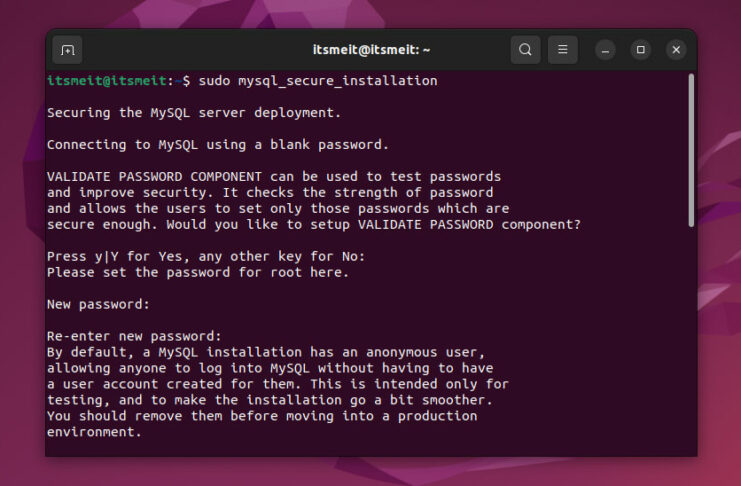 itsmeit@itsmeit: ~
itsmeit@itsmeit:~$ sudo mysql_secure_installation
Securing the MySQL server deployment.
Connecting to MySQL using a blank password.
VALIDATE PASSWORD COMPONENT can be used to test passwords
and improve security. It checks the strength of password
and allows the users to set only those passwords which are
secure enough. Would you like to setup VALIDATE PASSWORD component?
Press y|Y for Yes, any other key for No:
Please set the password for root here.
New password:
Re-enter new password:
By default, a MySQL installation has an anonymous user,
allowing anyone to log into MySQL without having to have
a user account created for them. This is intended only for
testing, and to make the installation go a bit smoother.
You should remove them before moving into a production
environment.